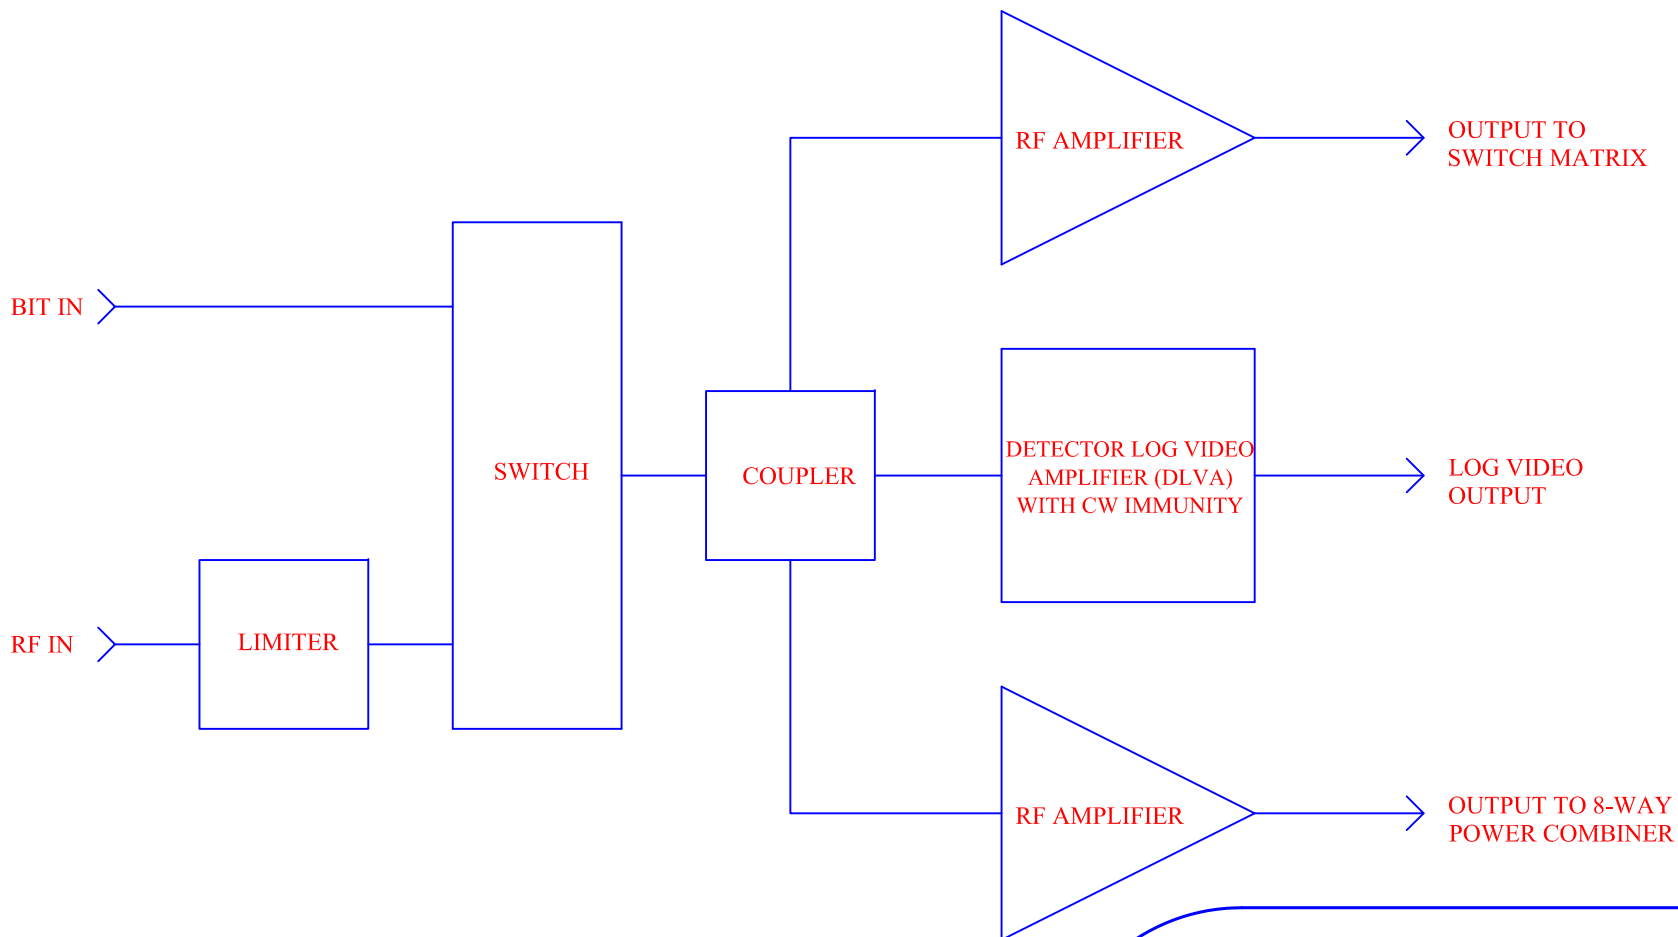 RF AMPLIFIER
OUTPUT TO
SWITCH MATRIX
BIT IN
SWITCH
COUPLER
DETECTOR LOG VIDEO
AMPLIFIER (DLVA)
WITH CW IMMUNITY
LOG VIDEO
OUTPUT
RF IN
LIMITER
RF AMPLIFIER
OUTPUT TO 8-WAY
POWER COMBINER